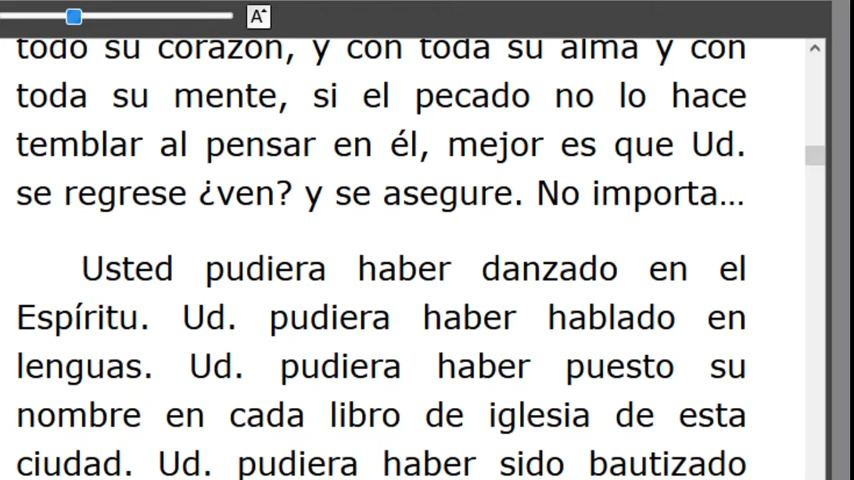 A
todo su corazón, y con toda su alma y con
toda su mente, si el pecado no lo hace
temblar al pensar en él, mejor es que Ud.
se regrese ¿ven? y se asegure. No importa…
Usted pudiera haber danzado en el
Espíritu. Ud. pudiera haber hablado en
lenguas. Ud. pudiera haber puesto su
nombre en cada libro de iglesia de esta
ciudad. Ud. pudiera haber sido bautizado